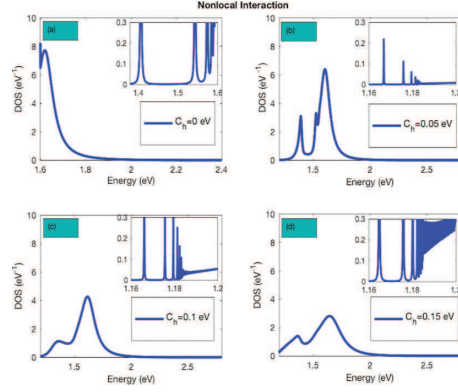 Nonlocal Interaction
(a)
10
8
6
4
2
0
DOS (eV⁻¹)
0.3
0.2
0.1
0
1.4 1.5 1.6
C_h=0 eV
1.6 1.8 2 2.2 2.4
Energy (eV)
(b)
10
8
6
4
2
0
DOS (eV⁻¹)
0.3
0.2
0.1
0
1.16 1.18 1.2
C_h=0.05 eV
1.5 2 2.5
Energy (eV)
(c)
10
8
6
4
2
0
DOS (eV⁻¹)
0.3
0.2
0.1
0
1.16 1.18 1.2
C_h=0.1 eV
1.5 2 2.5
Energy (eV)
(d)
10
8
6
4
2
0
DOS (eV⁻¹)
0.3
0.2
0.1
0
1.16 1.18 1.2
C_h=0.15 eV
1.5 2 2.5
Energy (eV)